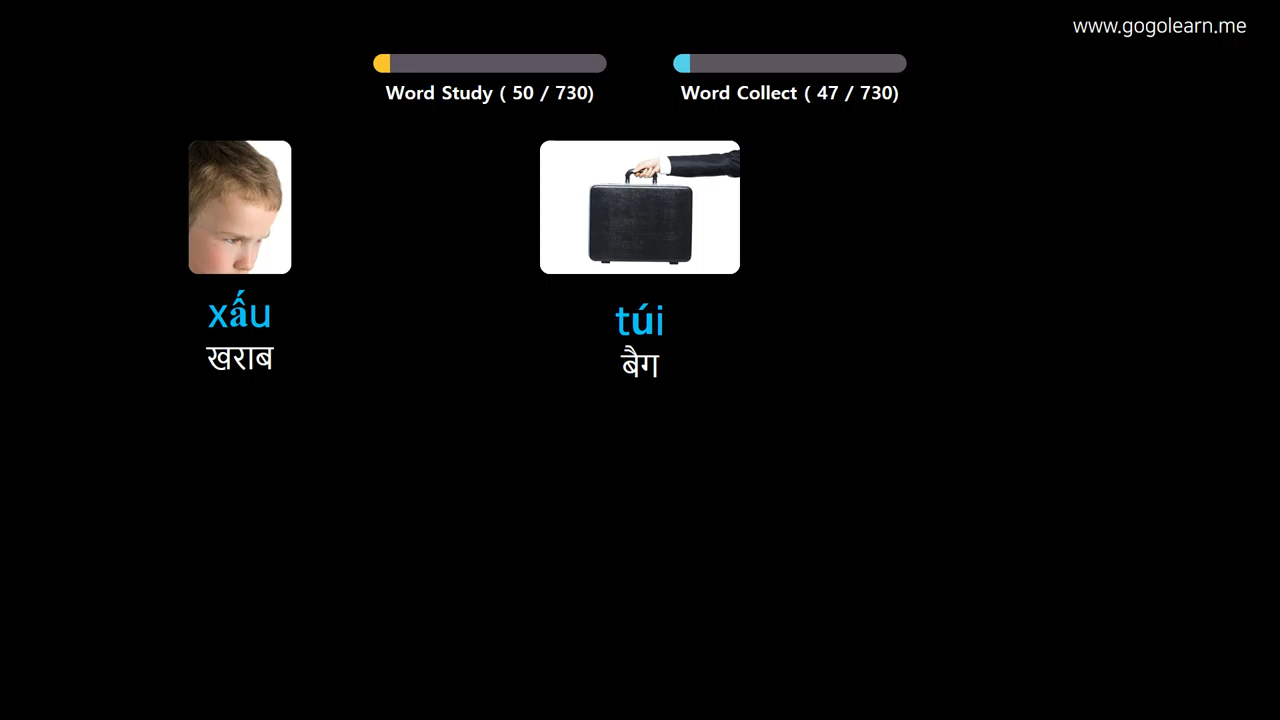 www.gogolearn.me
Word Study ( 50 / 730)
Word Collect ( 47 / 730)
xấu
खराब
túi
बैग